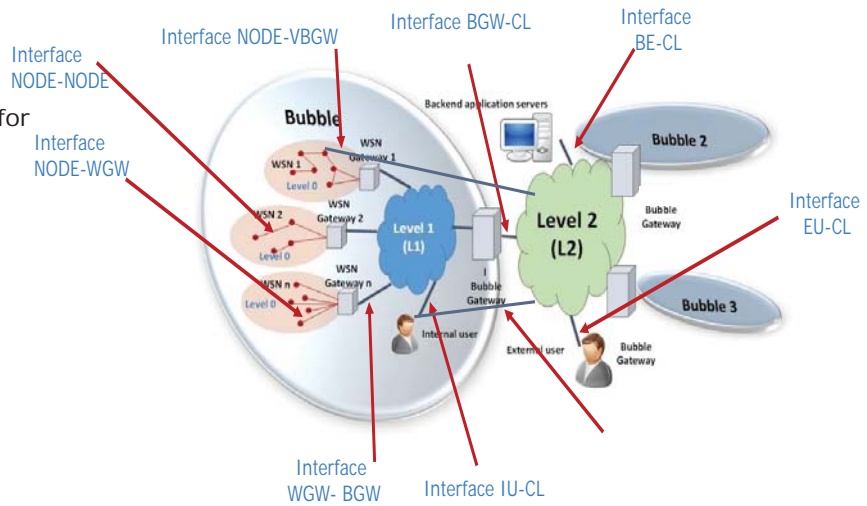 Interface NODE-VBGW
Interface BGW-CL
Interface
BE-CL
Interface
NODE-NODE
for
Interface
NODE-WGW
Backend application servers
Bubble
WSN
Gateway 1
WSN 1
Level 0
Bubble 2
WSN 2
Level 0
WSN
Gateway 2
Level 1
(L1)
Level 2
(L2)
Bubble
Gateway
Interface
EU-CL
WSN n
Level 0
WSN
Gateway n
I
Bubble
Gateway
Bubble 3
Internal user
External user
Bubble
Gateway
Interface
WGW- BGW
Interface IU-CL